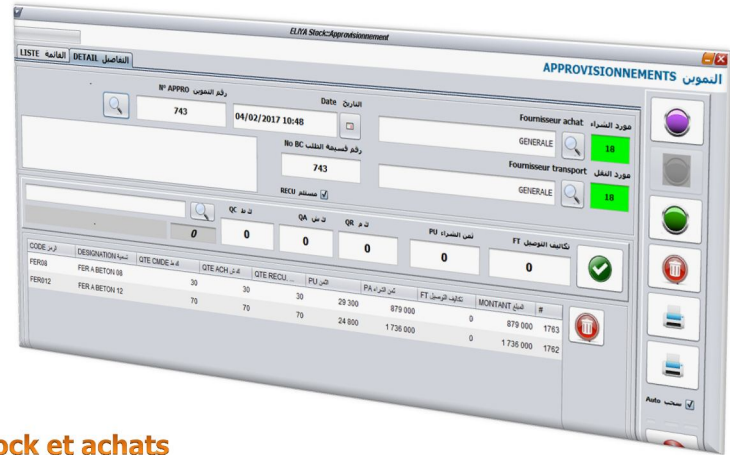 ELIYA Stock::Approvisionnement
APPROVISIONNEMENTS التموين
LISTE القائمة DETAIL التفاصيل
Nº APPRO رقم التموين
743
Date التاريخ
04/02/2017 10:48
Fournisseur achat مورد الشراء
GENERALE 18
No BC رقم قسيمة الطلب
743
Fournisseur transport مورد النقل
GENERALE 18
RECU مستلم
QC ك ط QA ك ش QR ك م PU ثمن الشراء FT تكاليف التوصيل
0 0 0 0 0 0
CODE الرمز DESIGNATION تسمية QTE CMDE ك ط QTE ACH ك ش QTE RECU ... PU الثمن PA ثمن الشراء FT تكاليف التوصيل MONTANT المبلغ #
FER08 FER A BETON 08 30 30 30 29 300 879 000 0 879 000 1763
FER012 FER A BETON 12 70 70 70 24 800 1 736 000 0 1 736 000 1762
Auto سحب
ock et achats